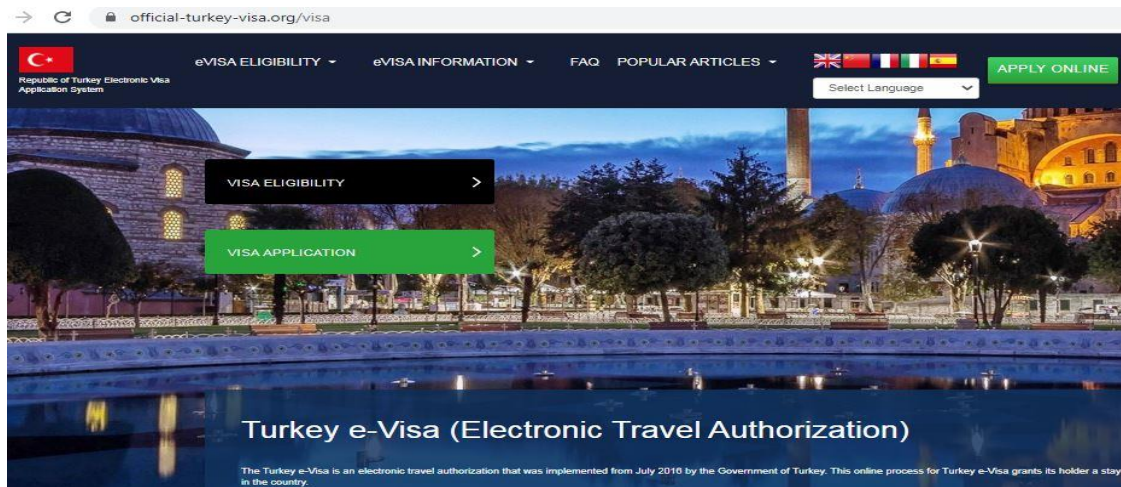 official-turkey-visa.org/visa
eVISA ELIGIBILITY
eVISA INFORMATION
FAQ
POPULAR ARTICLES
Republic of Turkey Electronic Visa
Application System
Select Language
APPLY ONLINE
VISA ELIGIBILITY
VISA APPLICATION
Turkey e-Visa (Electronic Travel Authorization)
The Turkey e-Visa is an electronic travel authorization that was implemented from July 2016 by the Government of Turkey. This online process for Turkey e-Visa grants its holder a stay
in the country.